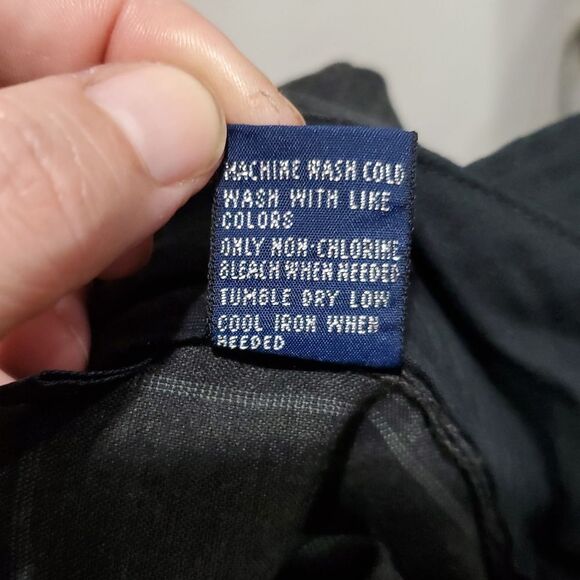 MACHINE WASH COLD
WASH WITH LIKE
COLORS
ONLY NON-CHLORINE
BLEACH WHEN NEEDED
TUMBLE DRY LOW
COOL IRON WHEN
NEEDED